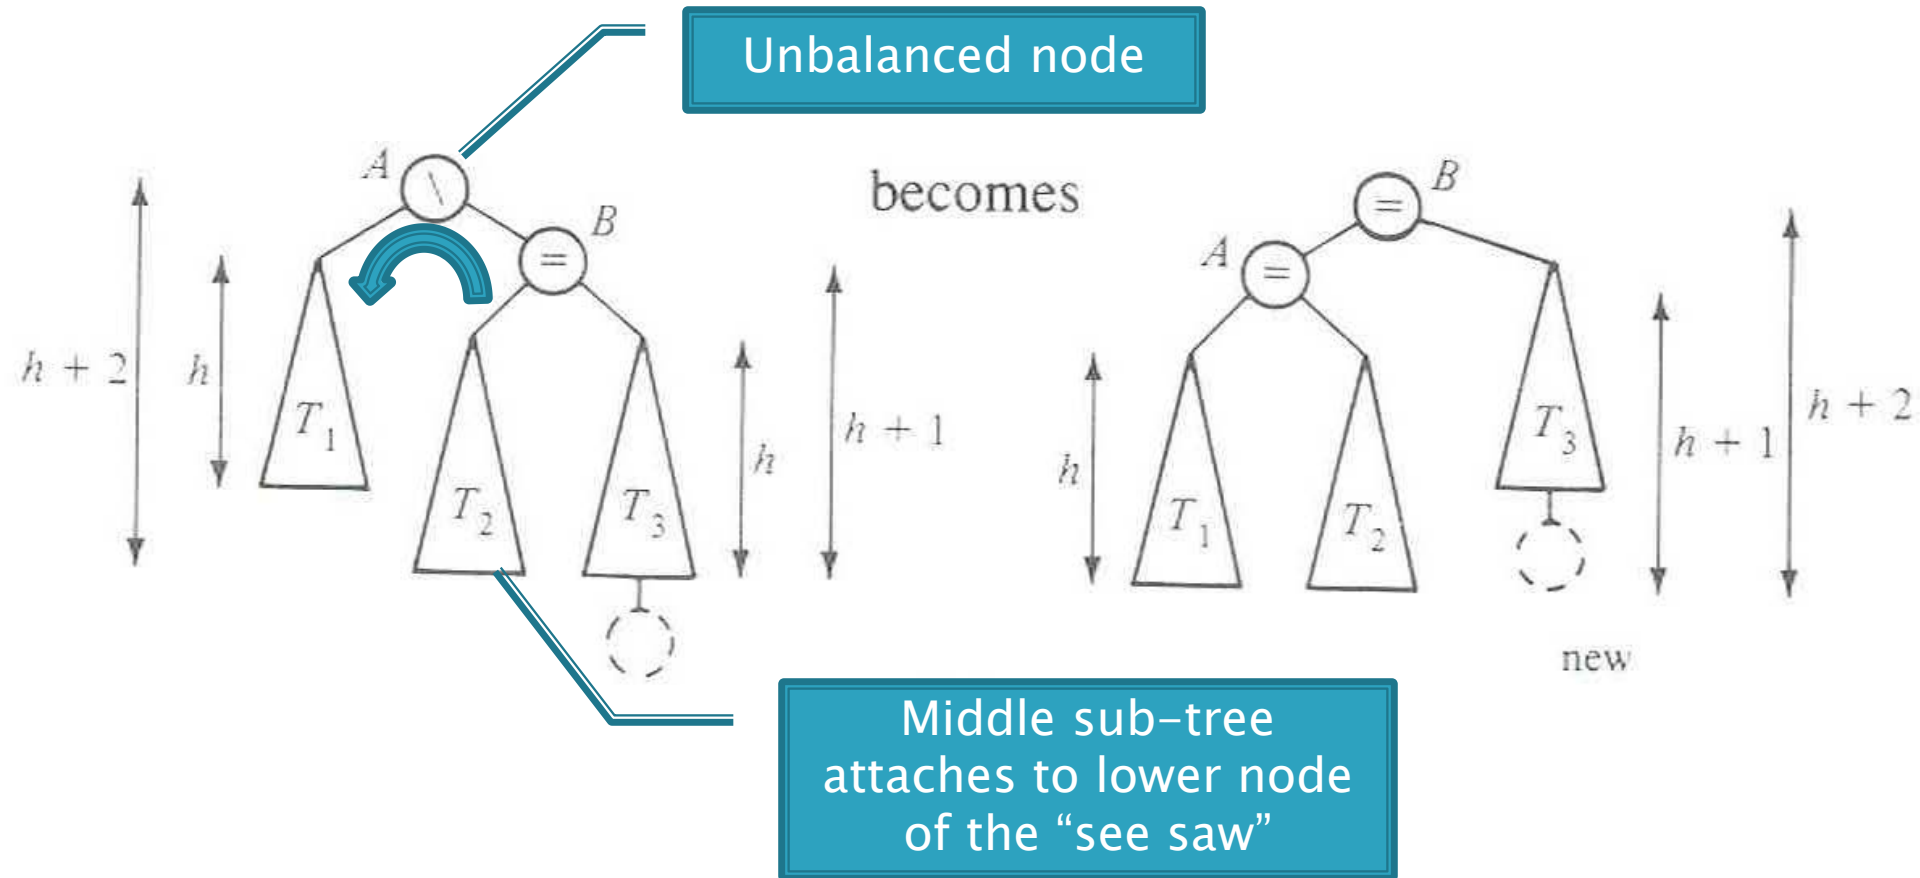 Unbalanced node
A
\
B
=
becomes
B
=
A
=
h + 2
h
T1
T2
T3
h
h + 1
h
T1
T2
T3
h + 1
h + 2
new
Middle sub-tree
attaches to lower node
of the “see saw”